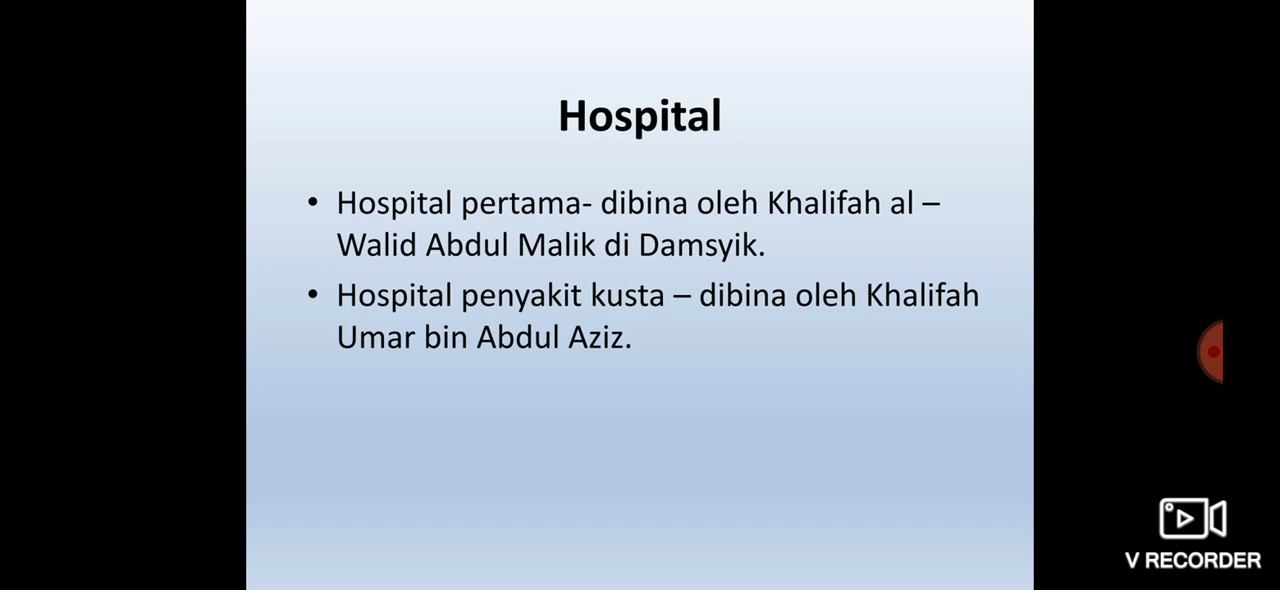 Hospital
• Hospital pertama- dibina oleh Khalifah al –
Walid Abdul Malik di Damsyik.
• Hospital penyakit kusta – dibina oleh Khalifah
Umar bin Abdul Aziz.
V RECORDER